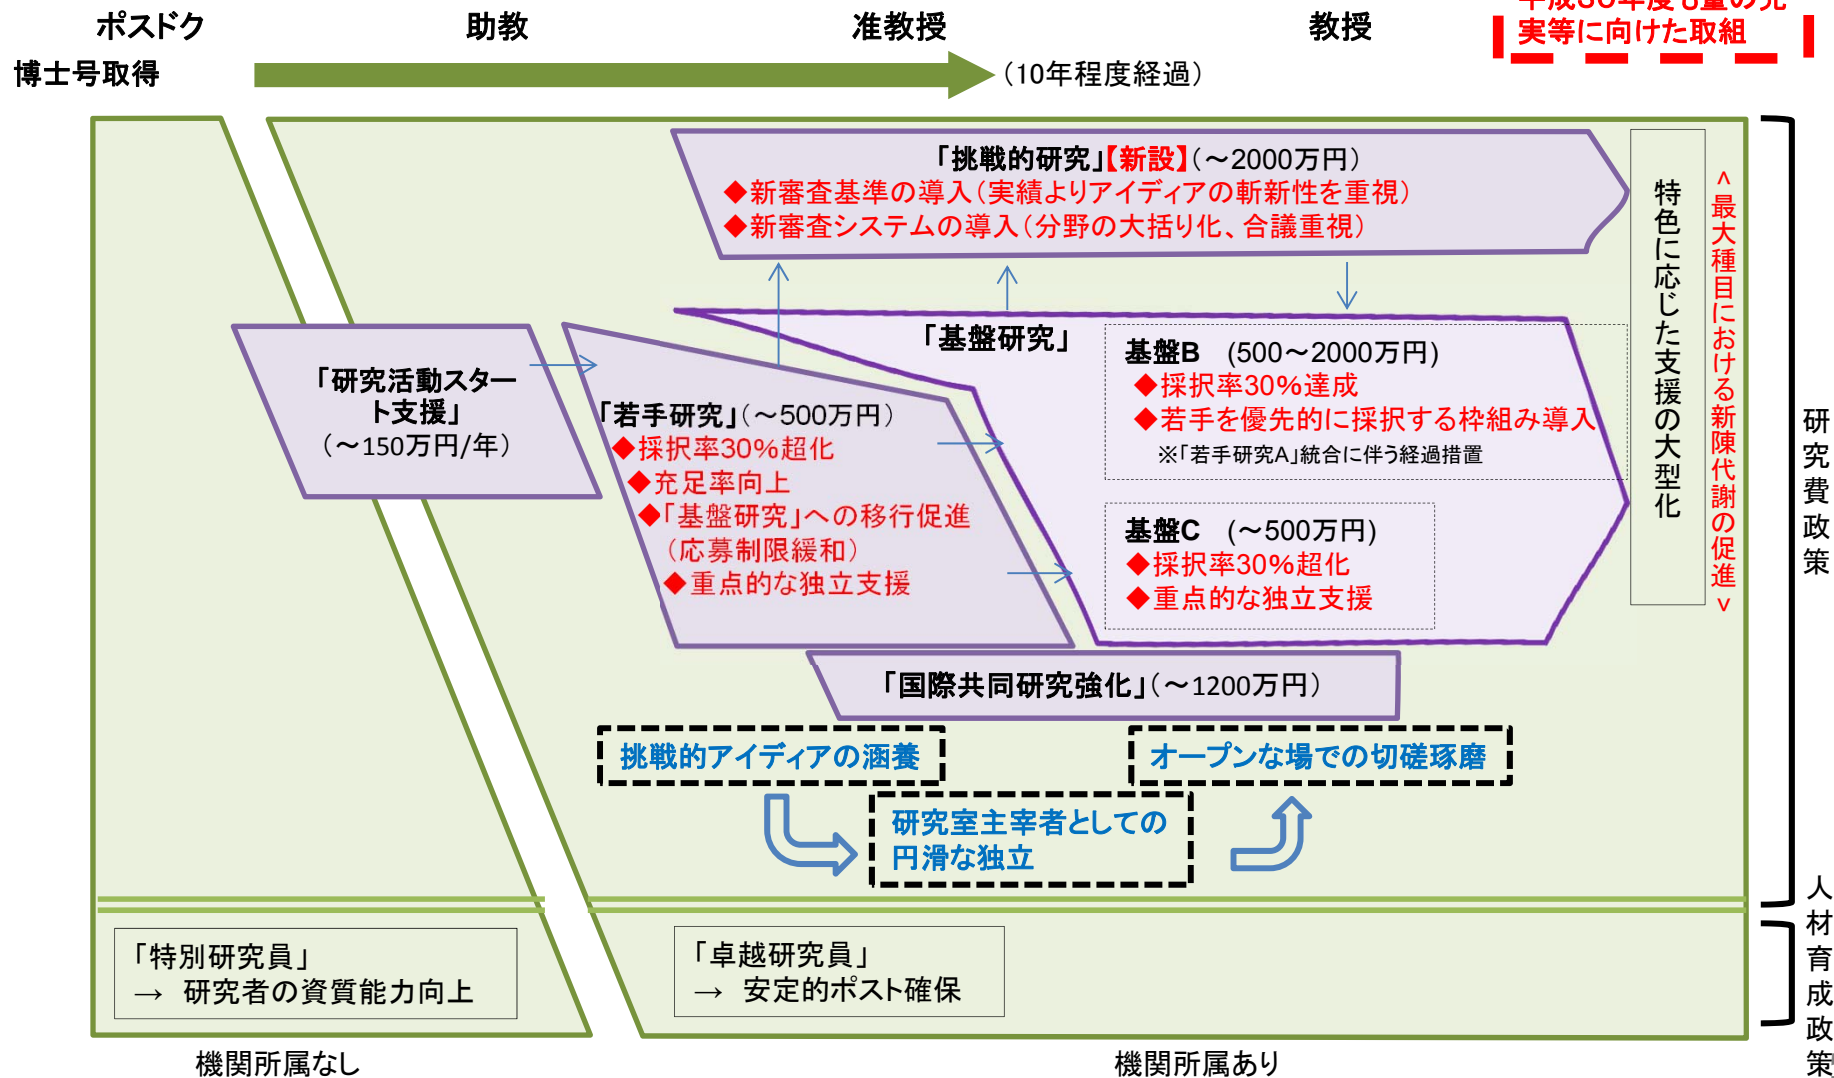 平成30年度も量の充
実等に向けた取組
ポスドク
助教
准教授
教授
博士号取得
(10年程度経過)
「挑戦的研究」【新設】(～2000万円)
◆新審査基準の導入(実績よりアイディアの斬新性を重視)
◆新審査システムの導入(分野の大括り化、合議重視)
特色に応じた支援の大型化
<最大種目における新陳代謝の促進>
研究費政策
「研究活動スター
ト支援」
(～150万円/年)
「若手研究」(～500万円)
◆採択率30%超化
◆充足率向上
◆「基盤研究」への移行促進
(応募制限緩和)
◆重点的な独立支援
「基盤研究」
基盤B (500～2000万円)
◆採択率30%達成
◆若手を優先的に採択する枠組み導入
※「若手研究A」統合に伴う経過措置
基盤C (～500万円)
◆採択率30%超化
◆重点的な独立支援
「国際共同研究強化」(～1200万円)
挑戦的アイディアの涵養
オープンな場での切磋琢磨
研究室主宰者としての
円滑な独立
人材育成政策
「特別研究員」
→ 研究者の資質能力向上
「卓越研究員」
→ 安定的ポスト確保
機関所属なし
機関所属あり